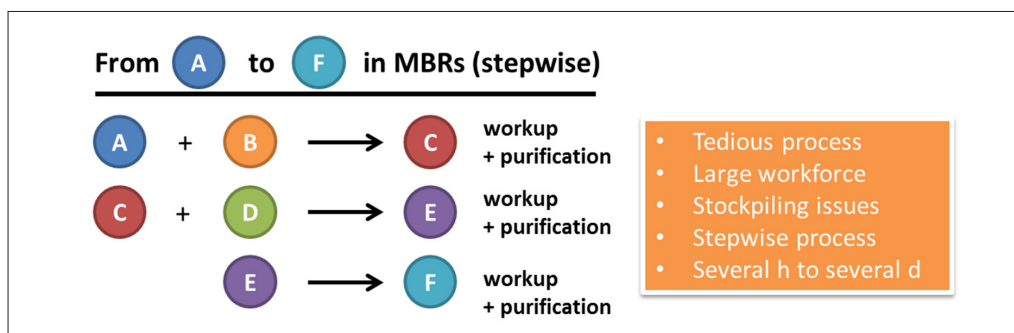 From A to F in MBRs (stepwise)
A + B C workup
+ purification
C + D E workup
+ purification
E F workup
+ purification
• Tedious process
• Large workforce
• Stockpiling issues
• Stepwise process
• Several h to several d